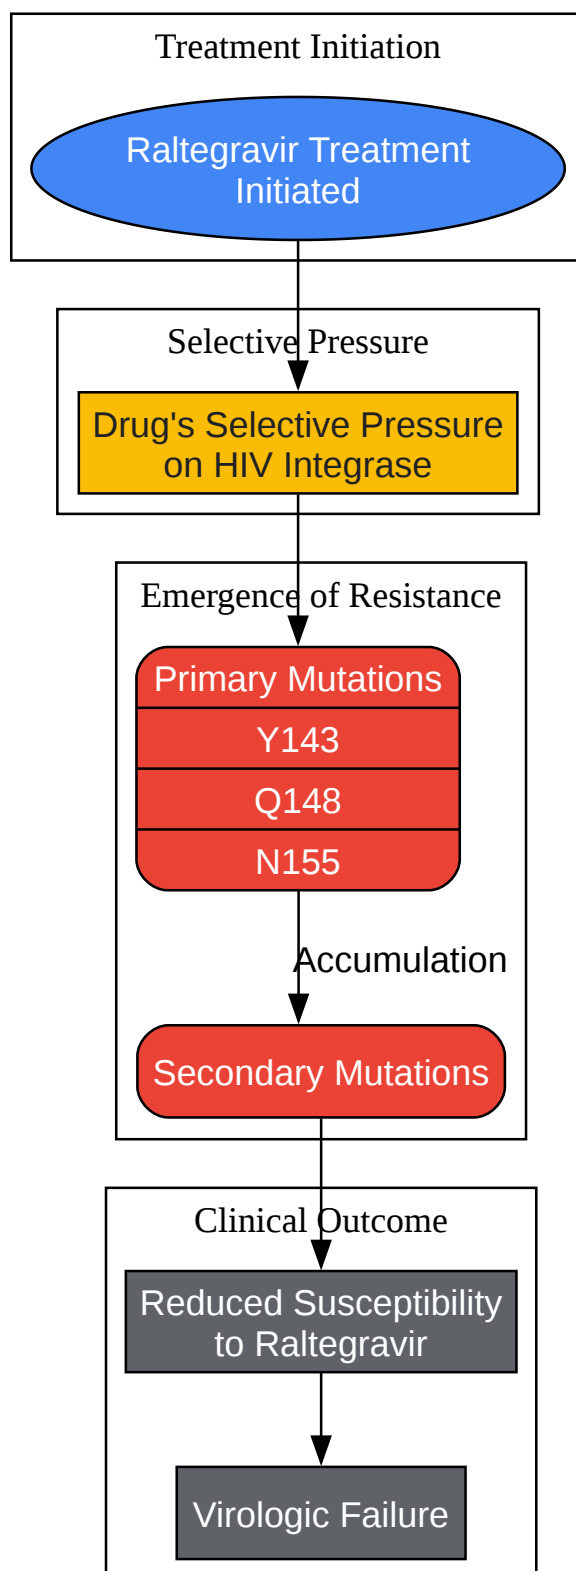 Treatment Initiation
Raltegravir Treatment
Initiated
Selective Pressure
Drug's Selective Pressure
on HIV Integrase
Emergence of Resistance
Primary Mutations
Y143
Q148
N155
Accumulation
Secondary Mutations
Clinical Outcome
Reduced Susceptibility
to Raltegravir
Virologic Failure